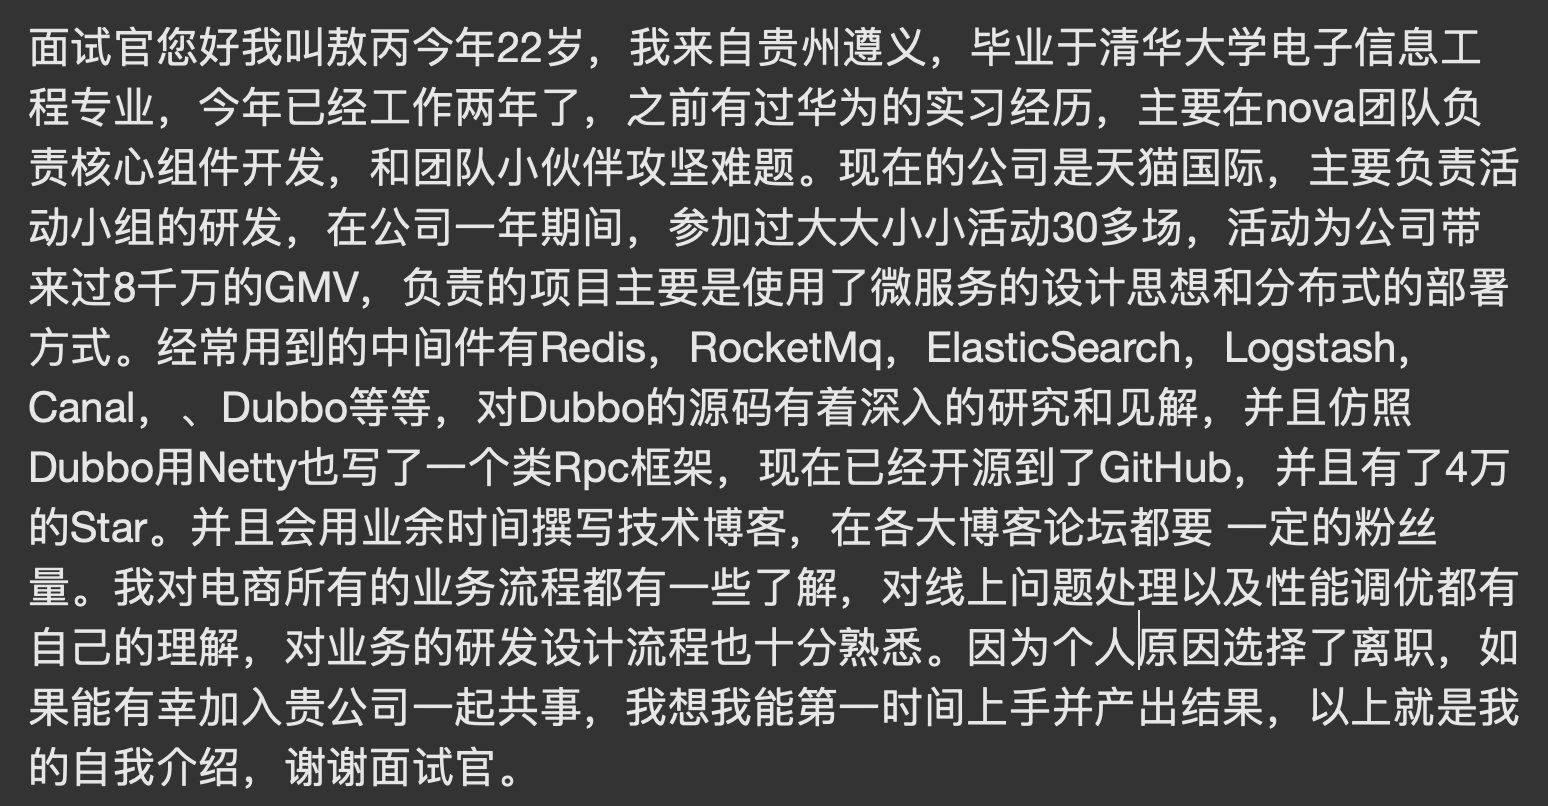 面试官您好我叫敖丙今年22岁，我来自贵州遵义，毕业于清华大学电子信息工
程专业，今年已经工作两年了，之前有过华为的实习经历，主要在nova团队负
责核心组件开发，和团队小伙伴攻坚难题。现在的公司是天猫国际，主要负责活
动小组的研发，在公司一年期间，参加过大大小小活动30多场，活动为公司带
来过8千万的GMV，负责的项目主要是使用了微服务的设计思想和分布式的部署
方式。经常用到的中间件有Redis，RocketMq，ElasticSearch，Logstash，
Canal，、Dubbo等等，对Dubbo的源码有着深入的研究和见解，并且仿照
Dubbo用Netty也写了一个类Rpc框架，现在已经开源到了GitHub，并且有了4万
的Star。并且会用业余时间撰写技术博客，在各大博客论坛都要 一定的粉丝
量。我对电商所有的业务流程都有一些了解，对线上问题处理以及性能调优都有
自己的理解，对业务的研发设计流程也十分熟悉。因为个人原因选择了离职，如
果能有幸加入贵公司一起共事，我想我能第一时间上手并产出结果，以上就是我
的自我介绍，谢谢面试官。